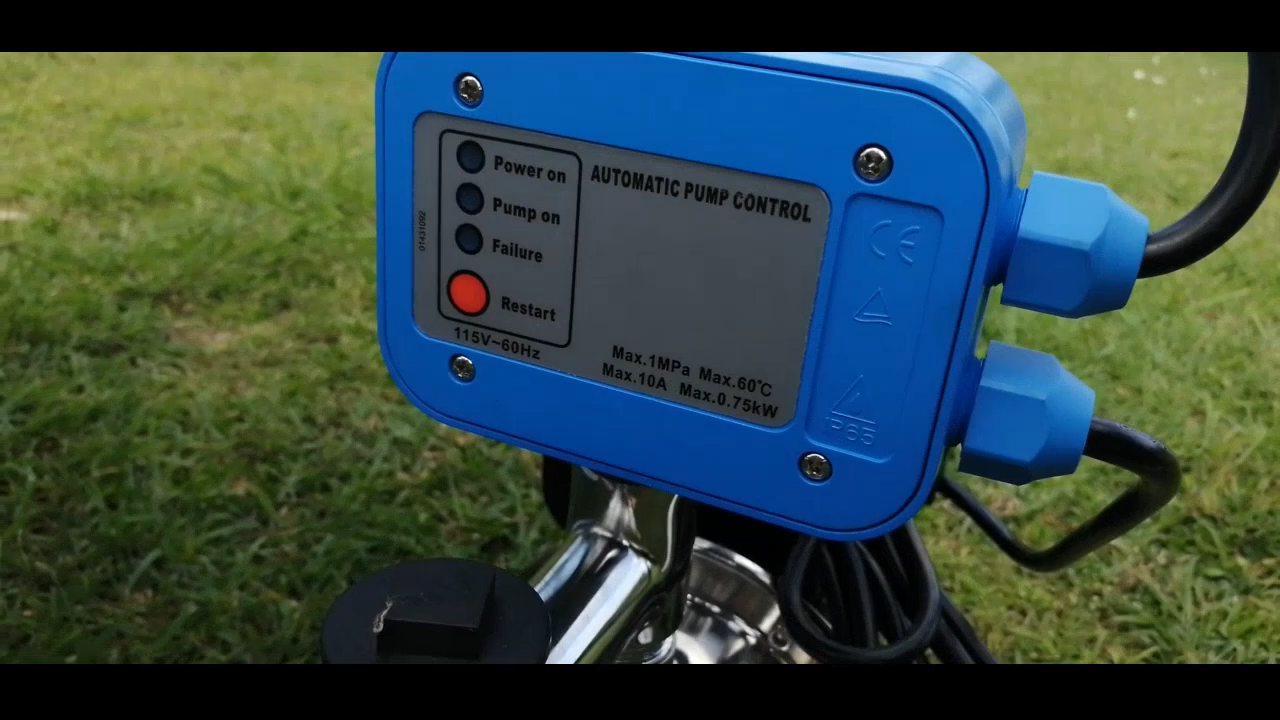 Power on
Pump on
Failure
Restart
115V~60Hz
01431092
AUTOMATIC PUMP CONTROL
Max.1MPa Max.60℃
Max.10A Max.0.75kW
CE
IP65